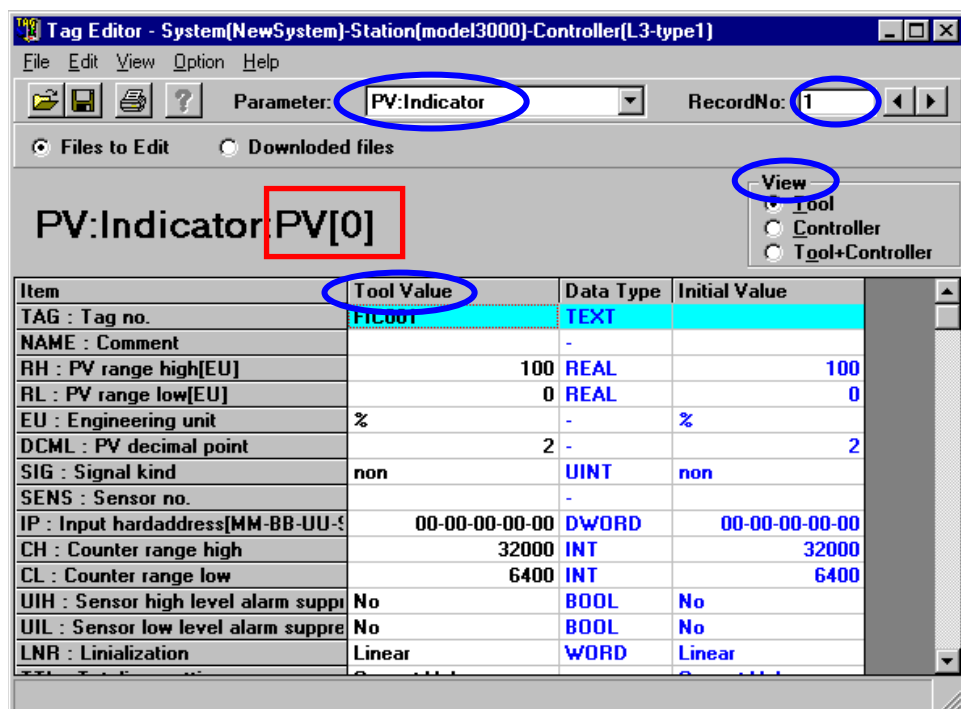 Tag Editor - System(NewSystem)-Station(model3000)-Controller(L3-type1)
File Edit View Option Help
Parameter: PV:Indicator RecordNo: 1
Files to Edit Downloded files
View
Tool
Controller
Tool+Controller
PV:Indicator:PV[0]
Item Tool Value Data Type Initial Value
TAG : Tag no. FIC001 TEXT
NAME : Comment -
RH : PV range high[EU] 100 REAL 100
RL : PV range low[EU] 0 REAL 0
EU : Engineering unit % - %
DCML : PV decimal point 2 - 2
SIG : Signal kind non UINT non
SENS : Sensor no. -
IP : Input hardaddress[MM-BB-UU-S 00-00-00-00-00 DWORD 00-00-00-00-00
CH : Counter range high 32000 INT 32000
CL : Counter range low 6400 INT 6400
UIH : Sensor high level alarm suppr No BOOL No
UIL : Sensor low level alarm suppre No BOOL No
LNR : Linialization Linear WORD Linear